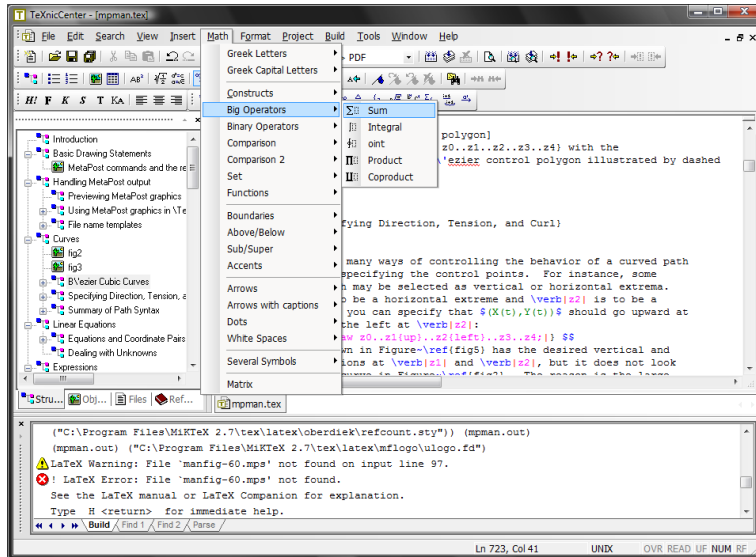 TeXnicCenter - [mpman.tex]
File Edit Search View Insert Math Format Project Build Tools Window Help
PDF
AB²
H! F K S T KA
Greek Letters
Greek Capital Letters
Constructs
Big Operators
Binary Operators
Comparison
Comparison 2
Set
Functions
Boundaries
Above/Below
Sub/Super
Accents
Arrows
Arrows with captions
Dots
White Spaces
Several Symbols
Matrix
Sum
Integral
oint
Product
Coproduct
Introduction
Basic Drawing Statements
MetaPost commands and the re
Handling MetaPost output
Previewing MetaPost graphics
Using MetaPost graphics in \Te
File name templates
Curves
fig2
fig3
B\'ezier Cubic Curves
Specifying Direction, Tension, a
Summary of Path Syntax
Linear Equations
Equations and Coordinate Pairs
Dealing with Unknowns
Expressions
polygon]
z0..z1..z2..z3..z4} with the
\'ezier control polygon illustrated by dashed
fying Direction, Tension, and Curl}
many ways of controlling the behavior of a curved path
specifying the control points. For instance, some
h may be selected as vertical or horizontal extrema.
o be a horizontal extreme and \verb|z2| is to be a
you can specify that $(X(t),Y(t))$ should go upward at
the left at \verb|z2|:
aw z0..z1{up}..z2{left}..z3..z4;|} $$
wn in Figure~\ref{fig5} has the desired vertical and
ions at \verb|z1| and \verb|z2|, but it does not look
curve in Figure~\ref{fig2}. The reason is the large
Stru... Obj... Files Ref...
mpman.tex
("C:\Program Files\MiKTeX 2.7\tex\latex\oberdiek\refcount.sty")) (mpman.out)
(mpman.out) ("C:\Program Files\MiKTeX 2.7\tex\latex\mflogo\ulogo.fd")
LaTeX Warning: File `manfig-60.mps' not found on input line 97.
! LaTeX Error: File `manfig-60.mps' not found.
See the LaTeX manual or LaTeX Companion for explanation.
Type H <return> for immediate help.
Build Find 1 Find 2 Parse
Ln 723, Col 41 UNIX OVR READ UF NUM RF